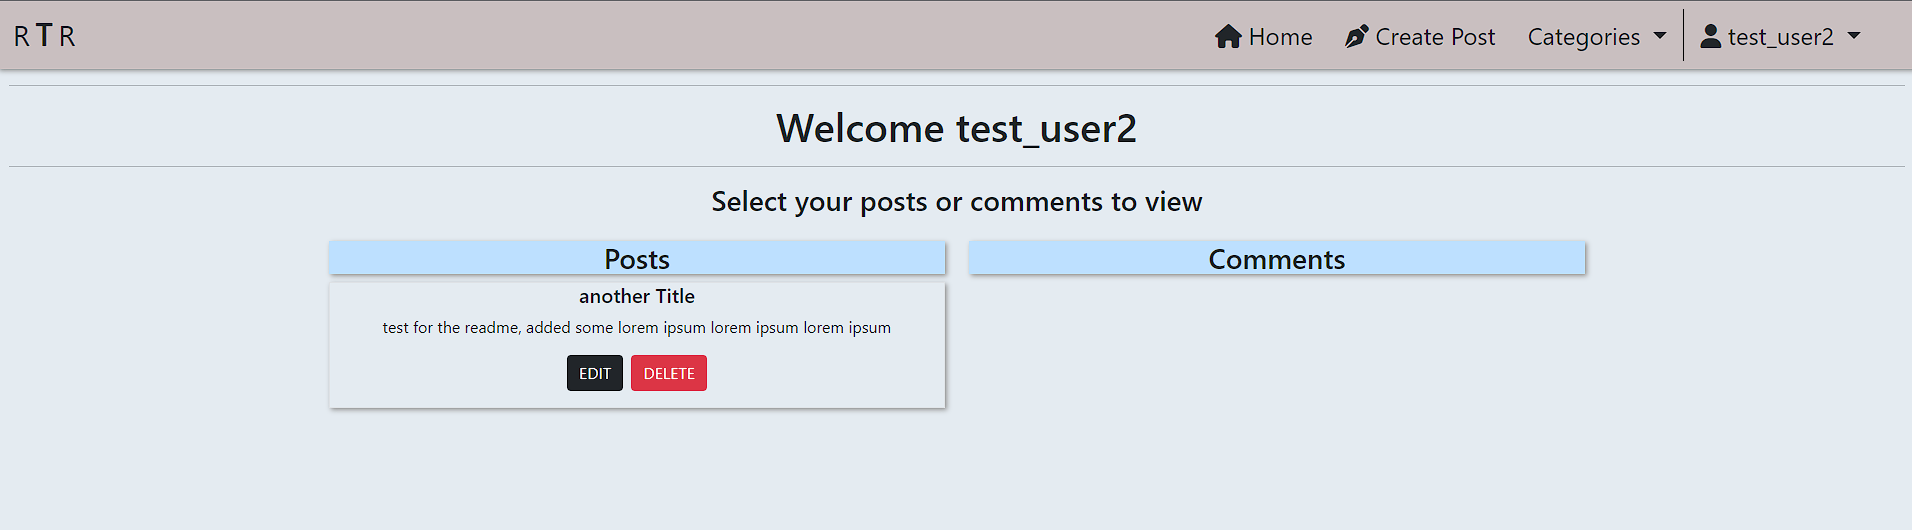 R T R Home Create Post Categories test_user2
Welcome test_user2
Select your posts or comments to view
Posts
another Title
test for the readme, added some lorem ipsum lorem ipsum lorem ipsum
EDIT DELETE
Comments